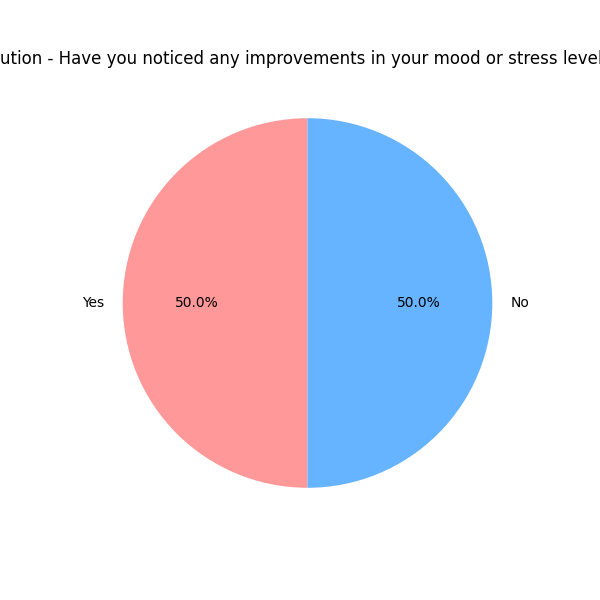 ution - Have you noticed any improvements in your mood or stress level
Yes
50.0%
50.0%
No